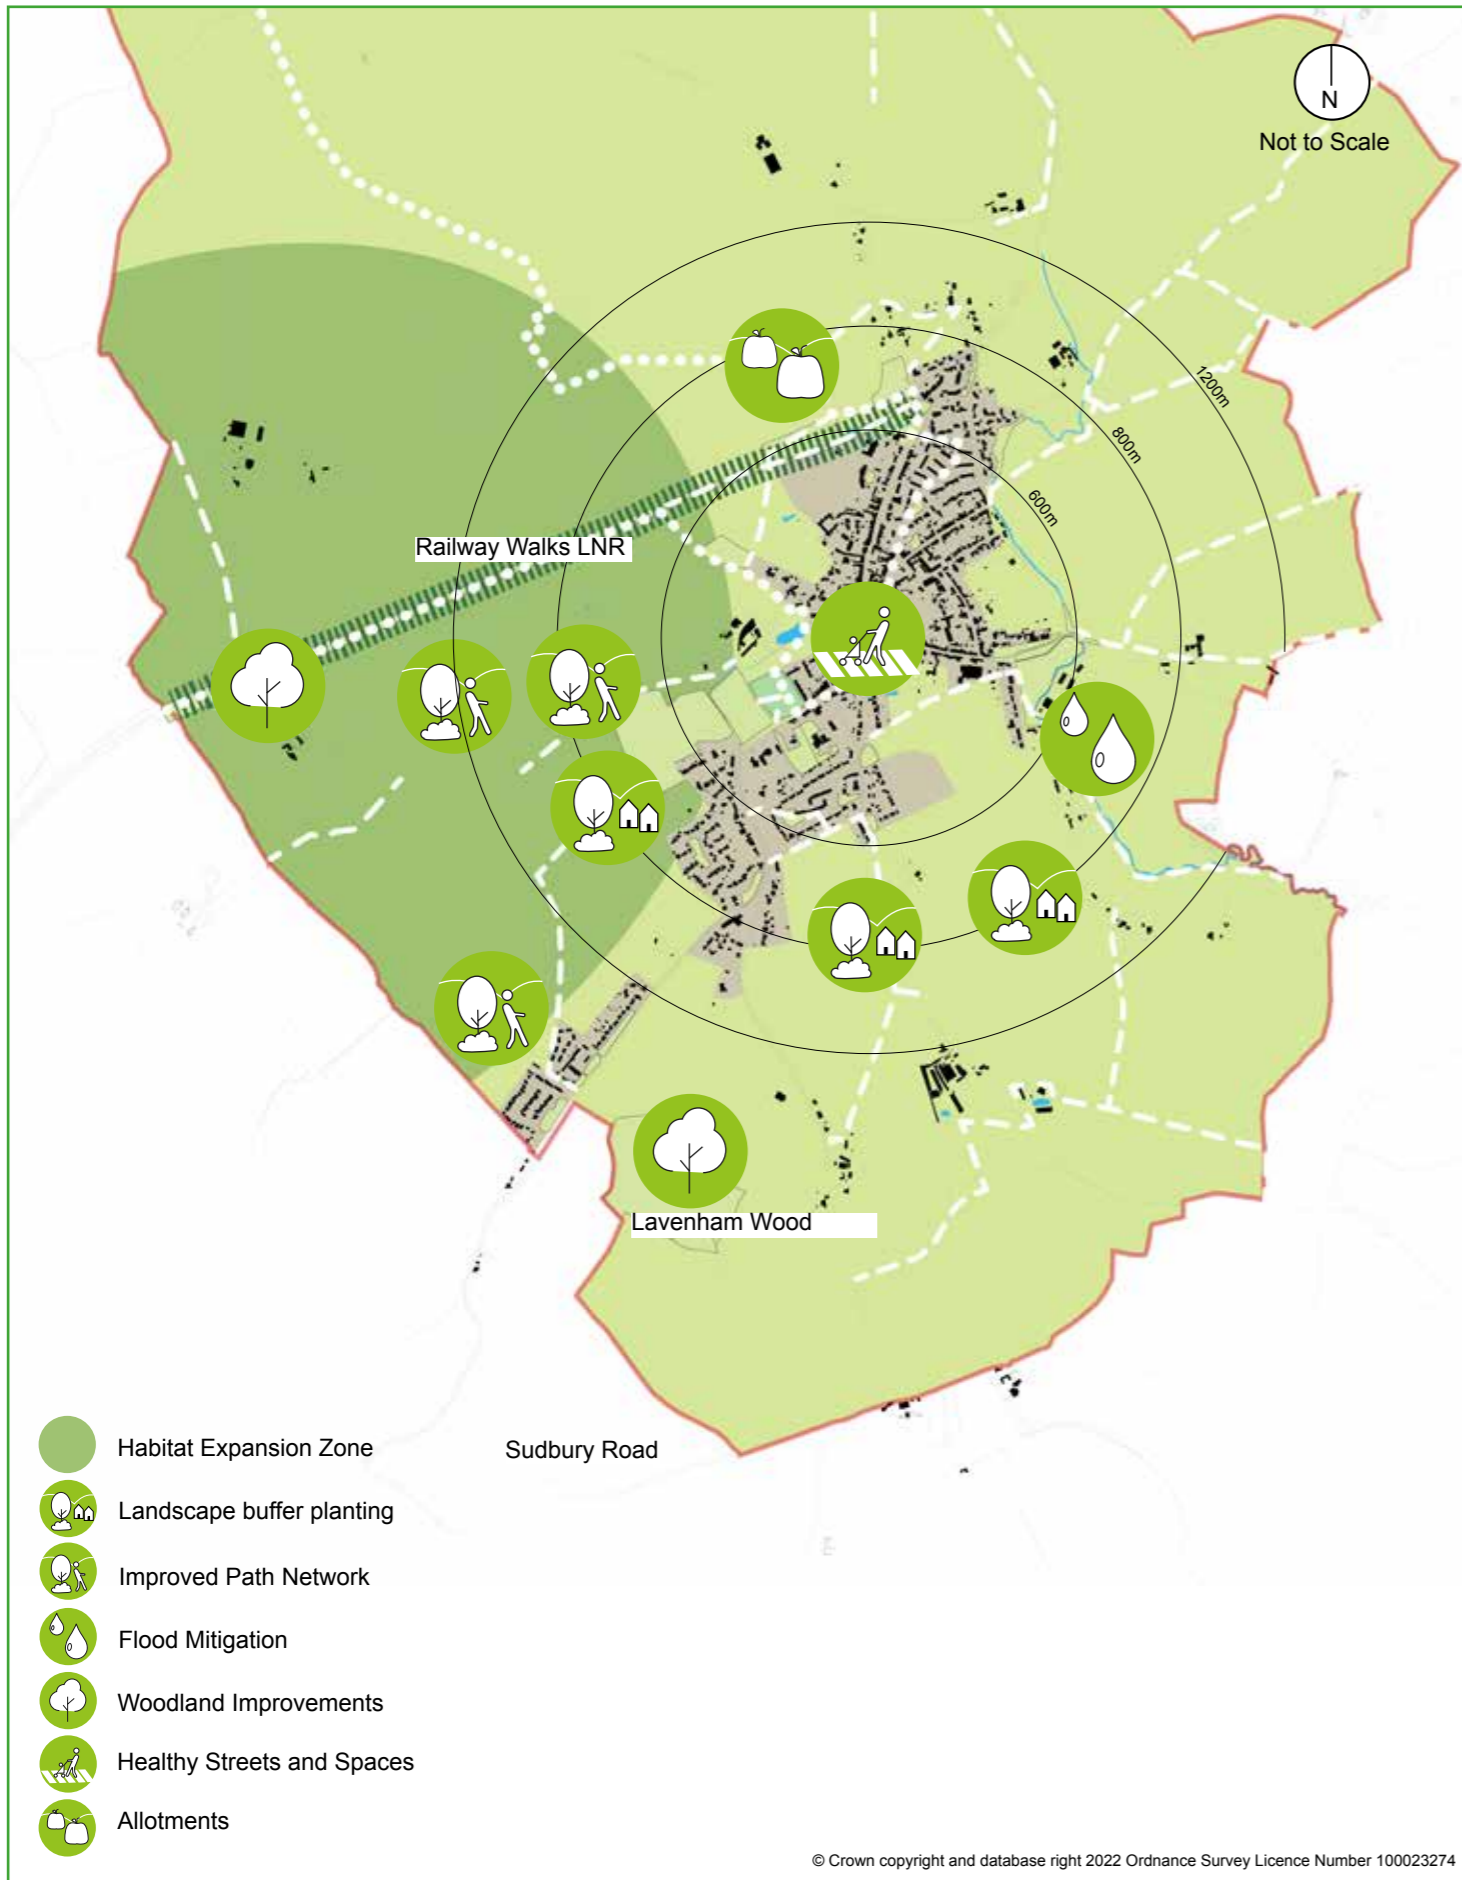 N
Not to Scale
1200m
800m
600m
Railway Walks LNR
Lavenham Wood
Sudbury Road
Habitat Expansion Zone
Landscape buffer planting
Improved Path Network
Flood Mitigation
Woodland Improvements
Healthy Streets and Spaces
Allotments
© Crown copyright and database right 2022 Ordnance Survey Licence Number 100023274